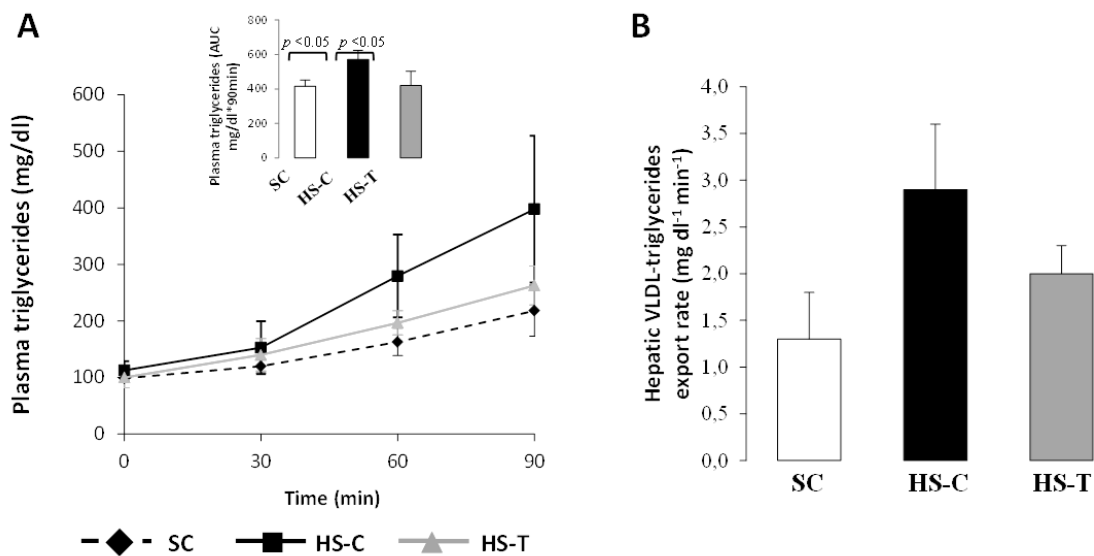 A
Plasma triglycerides (AUC
mg/dl*90min)
800
600
400
200
0
p <0.05
p <0.05
SC
HS-C
HS-T
Plasma triglycerides (mg/dl)
600
500
400
300
200
100
0
0
30
60
90
Time (min)
SC
HS-C
HS-T
B
Hepatic VLDL-triglycerides
export rate (mg dl⁻¹ min⁻¹)
4,0
3,5
3,0
2,5
2,0
1,5
1,0
0,5
0,0
SC
HS-C
HS-T